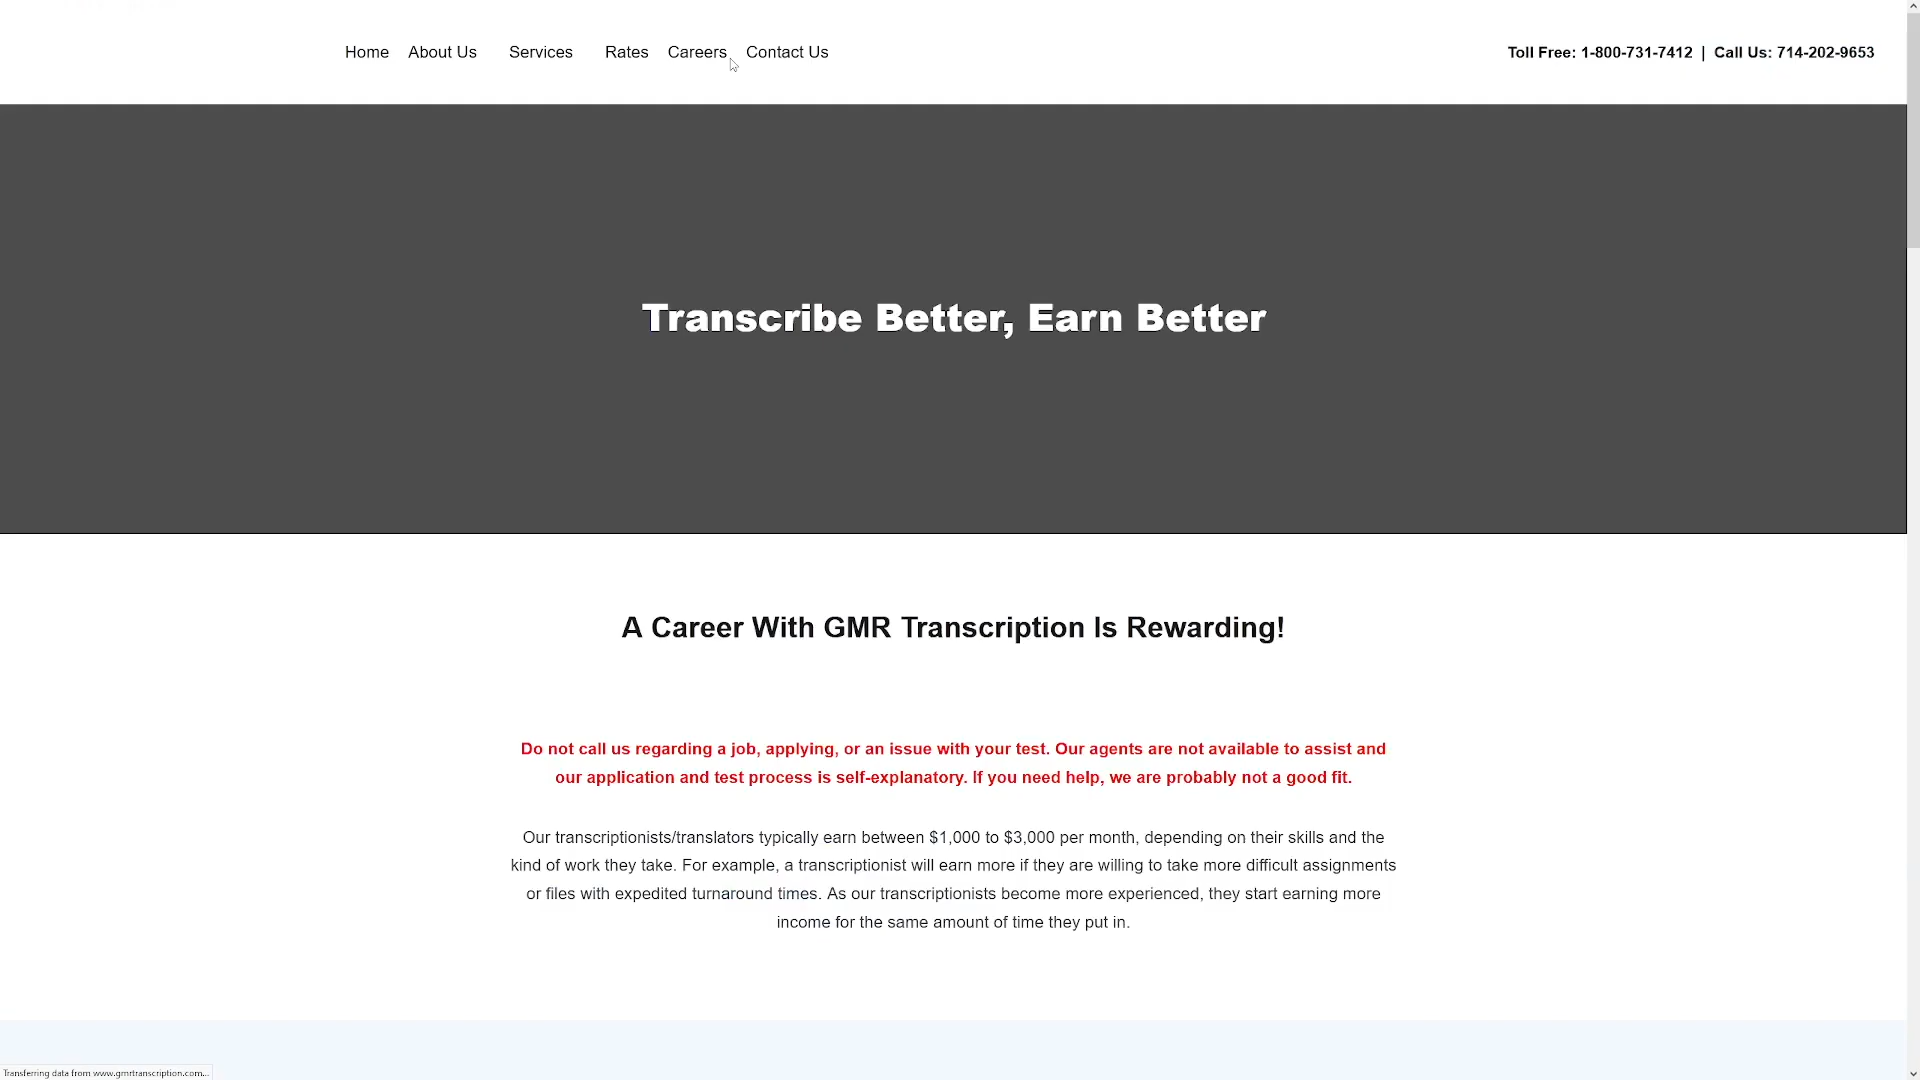 Home About Us Services Rates Careers Contact Us Toll Free: 1-800-731-7412 | Call Us: 714-202-9653
Transcribe Better, Earn Better
A Career With GMR Transcription Is Rewarding!
Do not call us regarding a job, applying, or an issue with your test. Our agents are not available to assist and
our application and test process is self-explanatory. If you need help, we are probably not a good fit.
Our transcriptionists/translators typically earn between $1,000 to $3,000 per month, depending on their skills and the
kind of work they take. For example, a transcriptionist will earn more if they are willing to take more difficult assignments
or files with expedited turnaround times. As our transcriptionists become more experienced, they start earning more
income for the same amount of time they put in.
Transferring data from www.gmrtranscription.com...